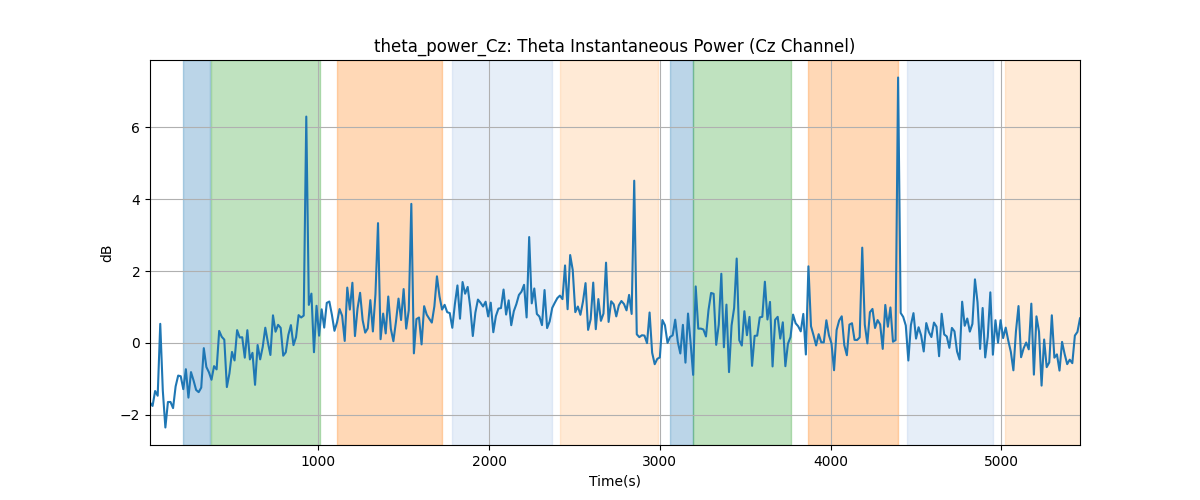 theta_power_Cz: Theta Instantaneous Power (Cz Channel)
dB
6
4
2
0
−2
1000 2000 3000 4000 5000
Time(s)